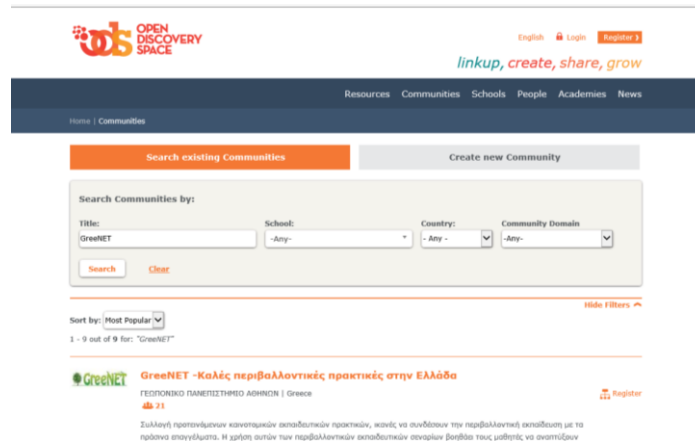 OPEN
DISCOVERY
SPACE
ods
English Login Register
linkup, create, share, grow
Resources Communities Schools People Academies News
Home | Communities
Search existing Communities Create new Community
Search Communities by:
Title: School: Country: Community Domain
GreeNET -Any- - Any - -Any-
Search Clear
Hide Filters
Sort by: Most Popular
1 - 9 out of 9 for: "GreeNET"
GreeNET GreeNET -Καλές περιβαλλοντικές πρακτικές στην Ελλάδα
ΓΕΩΠΟΝΙΚΟ ΠΑΝΕΠΙΣΤΗΜΙΟ ΑΘΗΝΩΝ | Greece
21
Register
Συλλογή προτεινόμενων καινοτομικών εκπαιδευτικών πρακτικών, ικανές να συνδέσουν την περιβαλλοντική εκπαίδευση με τα
πράσινα επαγγέλματα. Η χρήση αυτών των περιβαλλοντικών εκπαιδευτικών σεναρίων βοηθάει τους μαθητές να αναπτύξουν